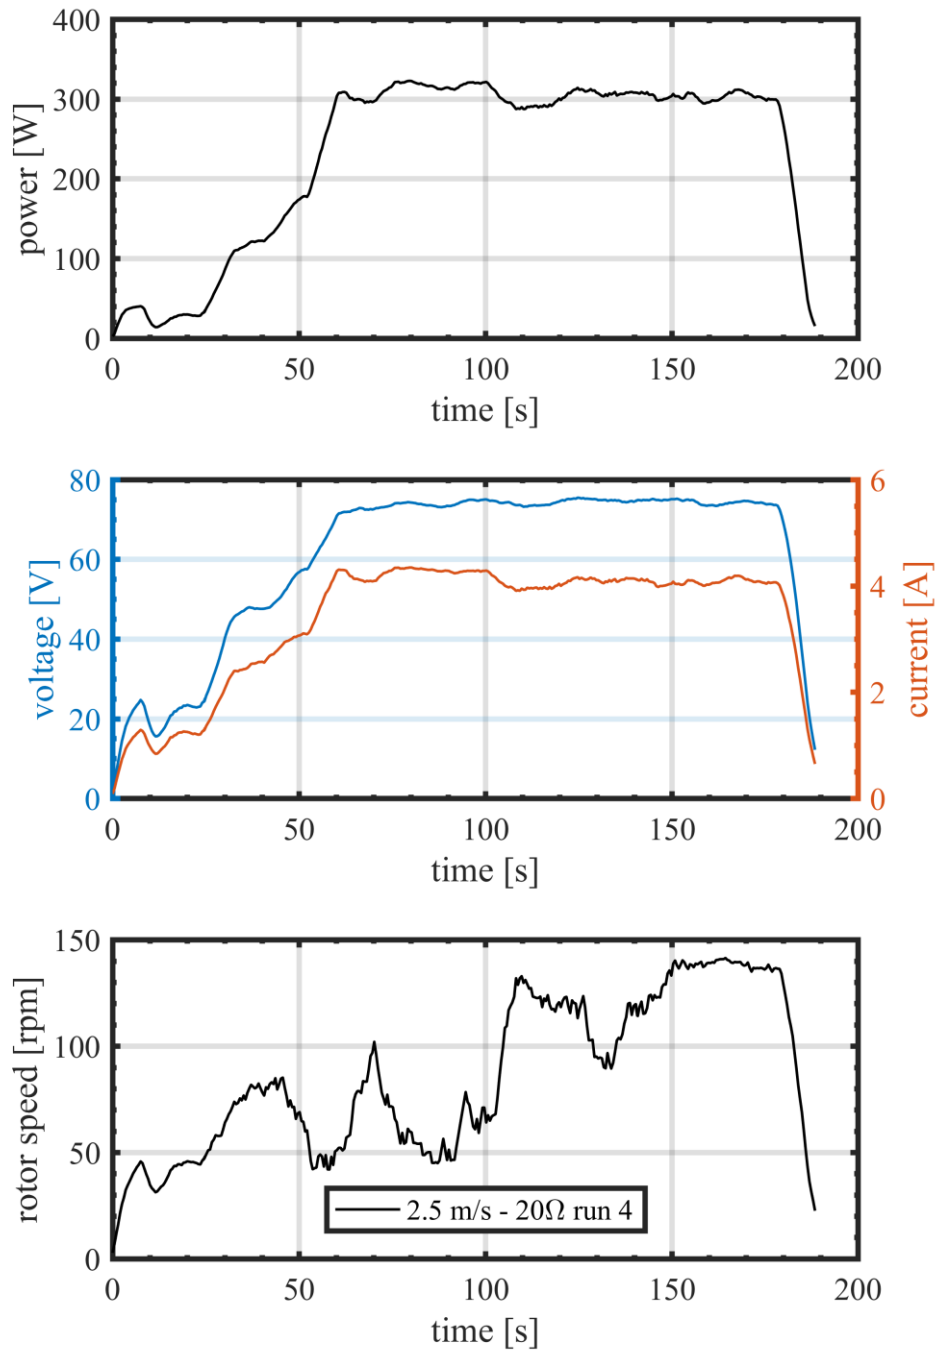 400
300
200
100
0
power [W]
0 50 100 150 200
time [s]
80
60
40
20
0
voltage [V]
6
4
2
0
current [A]
0 50 100 150 200
time [s]
150
100
50
0
rotor speed [rpm]
2.5 m/s - 20Ω run 4
0 50 100 150 200
time [s]